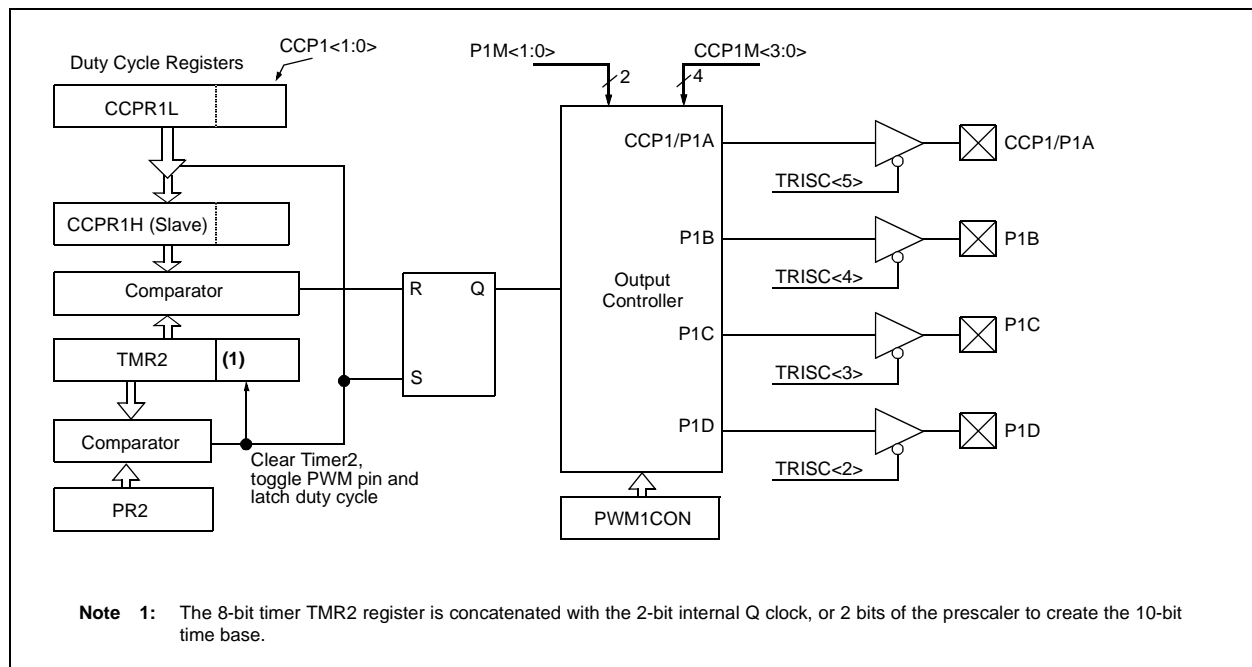 CCP1<1:0>
Duty Cycle Registers
CCPR1L
CCPR1H (Slave)
Comparator
TMR2 (1)
Comparator
PR2
Clear Timer2,
toggle PWM pin and
latch duty cycle
R Q
S
P1M<1:0>
2
CCP1M<3:0>
4
Output
Controller
CCP1/P1A
P1B
P1C
P1D
PWM1CON
TRISC<5>
CCP1/P1A
TRISC<4>
P1B
TRISC<3>
P1C
TRISC<2>
P1D
Note 1: The 8-bit timer TMR2 register is concatenated with the 2-bit internal Q clock, or 2 bits of the prescaler to create the 10-bit
time base.